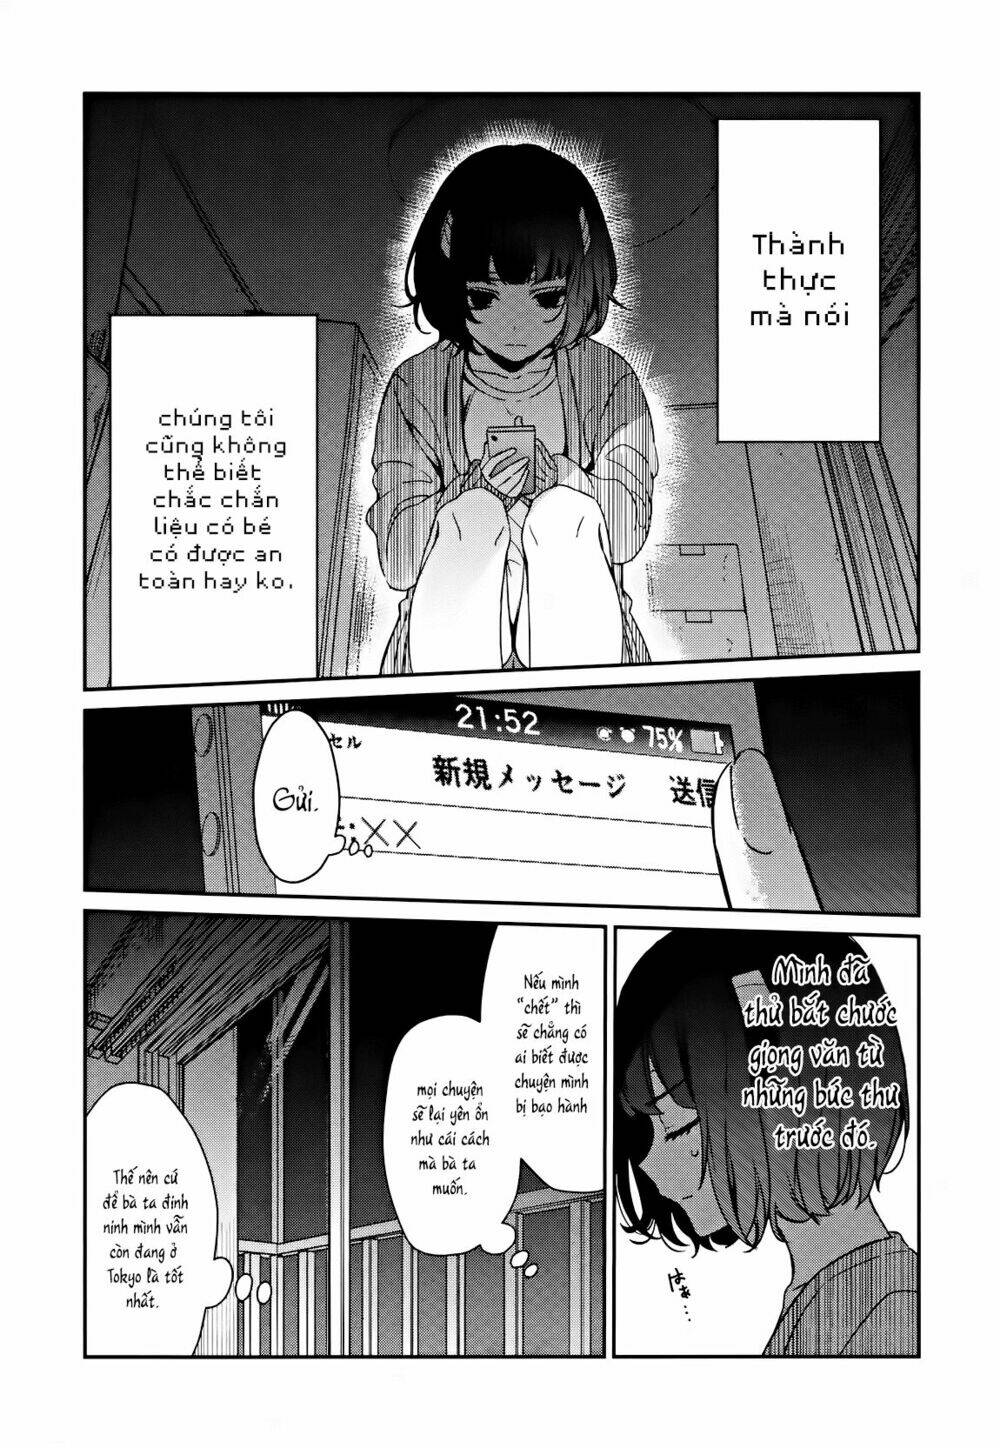 Thành
thực
mà nói
chúng tôi
cũng không
thể biết
chắc chắn
liệu có bé
có được an
toàn hay ko.
21:52
75%
セル
新規メッセージ
送信
Gửi.
××
Mình đã
thử bắt chước
giọng văn từ
những bức thư
trước đó.
はぁ…
Nếu mình
“chết” thì
sẽ chẳng có
ai biết được
chuyện mình
bị bạo hành
mọi chuyện
sẽ lại yên ổn
như cái cách
mà bà ta
muốn.
Thế nên cứ
để bà ta đinh
ninh mình vẫn
còn đang ở
Tokyo là tốt
nhất.